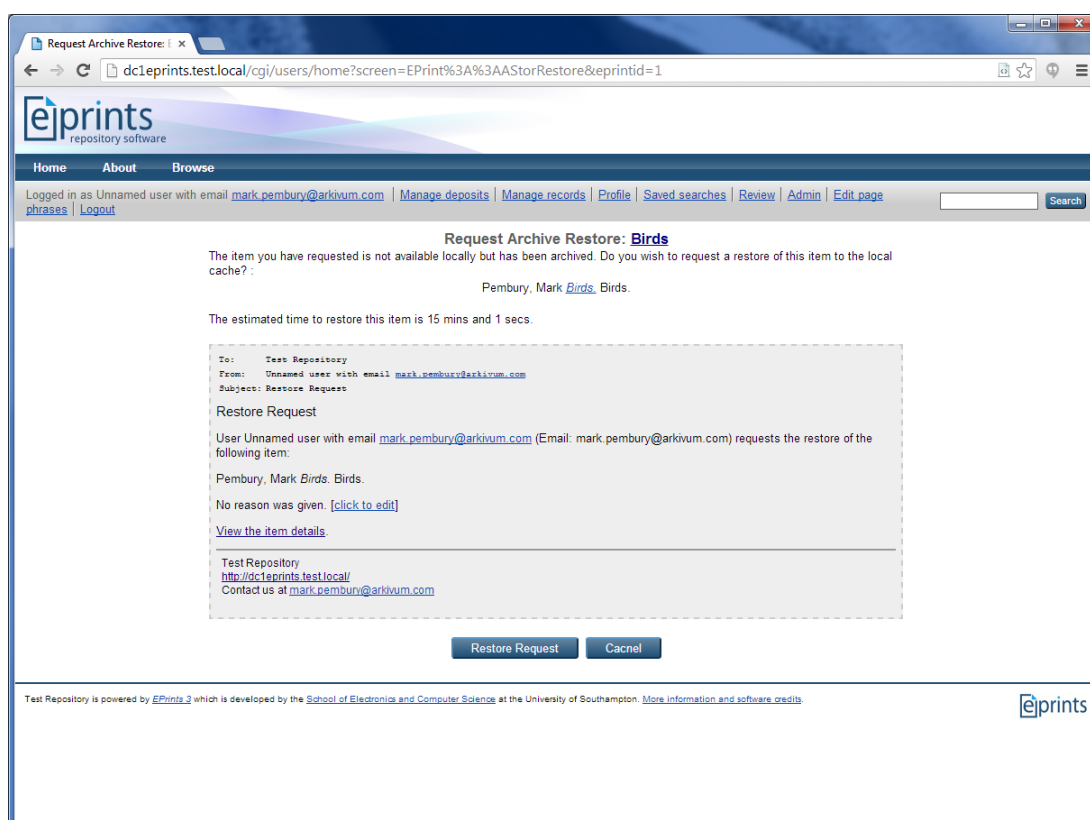 Request Archive Restore: E
dc1eprints.test.local/cgi/users/home?screen=EPrint%3A%3AAStorRestore&eprintid=1
eprints
repository software
Home About Browse
Logged in as Unnamed user with email mark.pembury@arkivum.com | Manage deposits | Manage records | Profile | Saved searches | Review | Admin | Edit page
phrases | Logout
Search
Request Archive Restore: Birds
The item you have requested is not available locally but has been archived. Do you wish to request a restore of this item to the local
cache? :
Pembury, Mark Birds. Birds.
The estimated time to restore this item is 15 mins and 1 secs.
To: Test Repository
From: Unnamed user with email mark.pembury@arkivum.com
Subject: Restore Request
Restore Request
User Unnamed user with email mark.pembury@arkivum.com (Email: mark.pembury@arkivum.com) requests the restore of the
following item:
Pembury, Mark Birds. Birds.
No reason was given. [click to edit]
View the item details.
Test Repository
http://dc1eprints.test.local/
Contact us at mark.pembury@arkivum.com
Restore Request Cacnel
Test Repository is powered by EPrints 3 which is developed by the School of Electronics and Computer Science at the University of Southampton. More information and software credits.
eprints